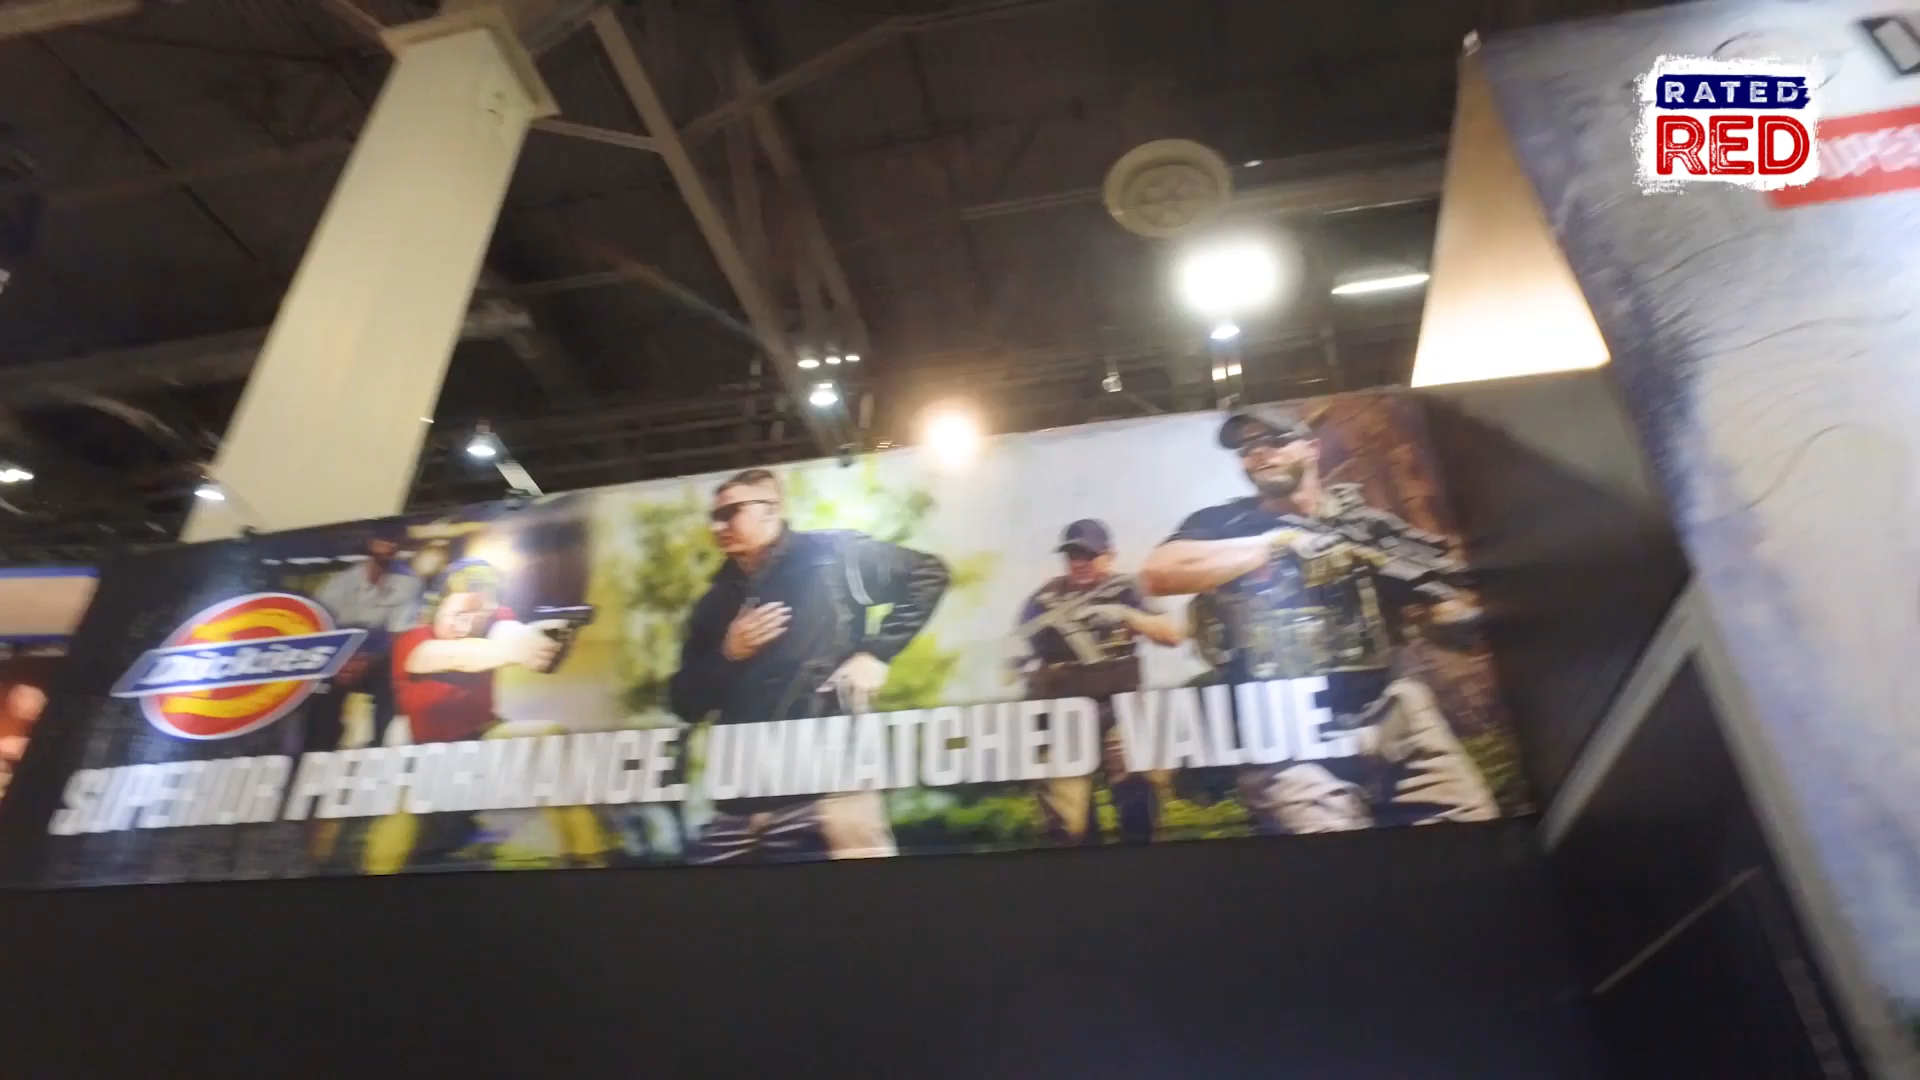 RATED
RED
Dickies
SUPERIOR PERFORMANCE. UNMATCHED VALUE.